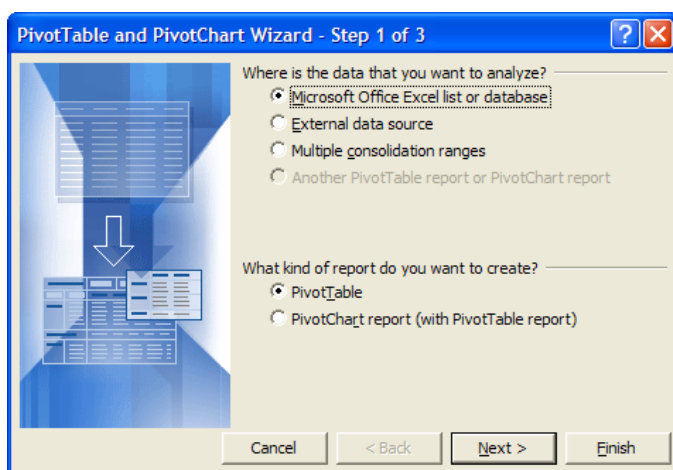 PivotTable and PivotChart Wizard - Step 1 of 3
Where is the data that you want to analyze?
Microsoft Office Excel list or database
External data source
Multiple consolidation ranges
Another PivotTable report or PivotChart report
What kind of report do you want to create?
PivotTable
PivotChart report (with PivotTable report)
Cancel < Back Next > Finish